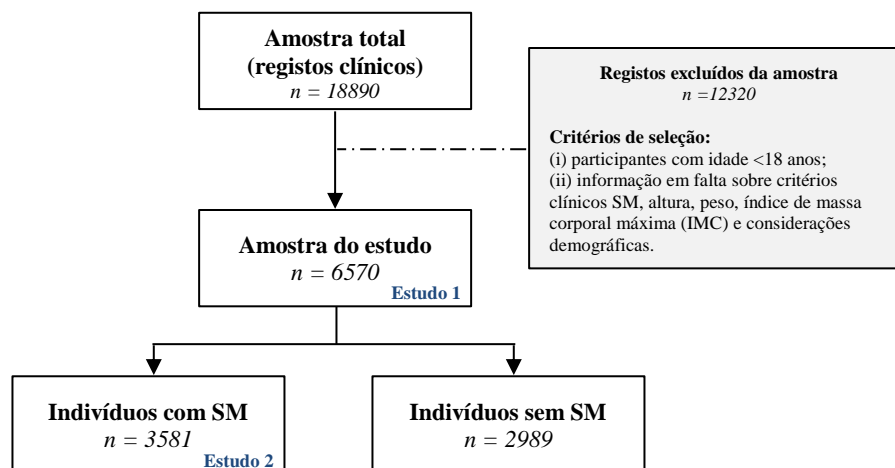 Amostra total
(registos clínicos)
n = 18890
Registos excluídos da amostra
n =12320
Critérios de seleção:
(i) participantes com idade <18 anos;
(ii) informação em falta sobre critérios
clínicos SM, altura, peso, índice de massa
corporal máxima (IMC) e considerações
demográficas.
Amostra do estudo
n = 6570
Estudo 1
Indivíduos com SM
n = 3581
Estudo 2
Indivíduos sem SM
n = 2989